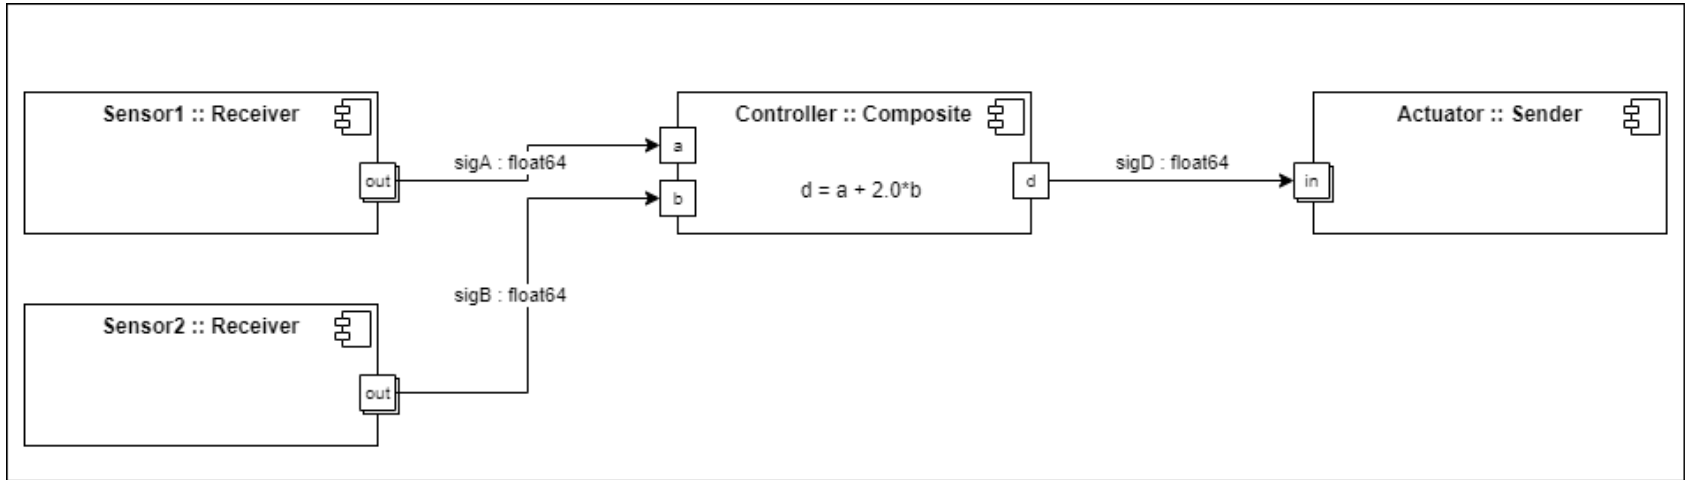 Sensor1 :: Receiver
out
sigA : float64
Controller :: Composite
a
b
d = a + 2.0*b
d
sigD : float64
Actuator :: Sender
in
sigB : float64
Sensor2 :: Receiver
out